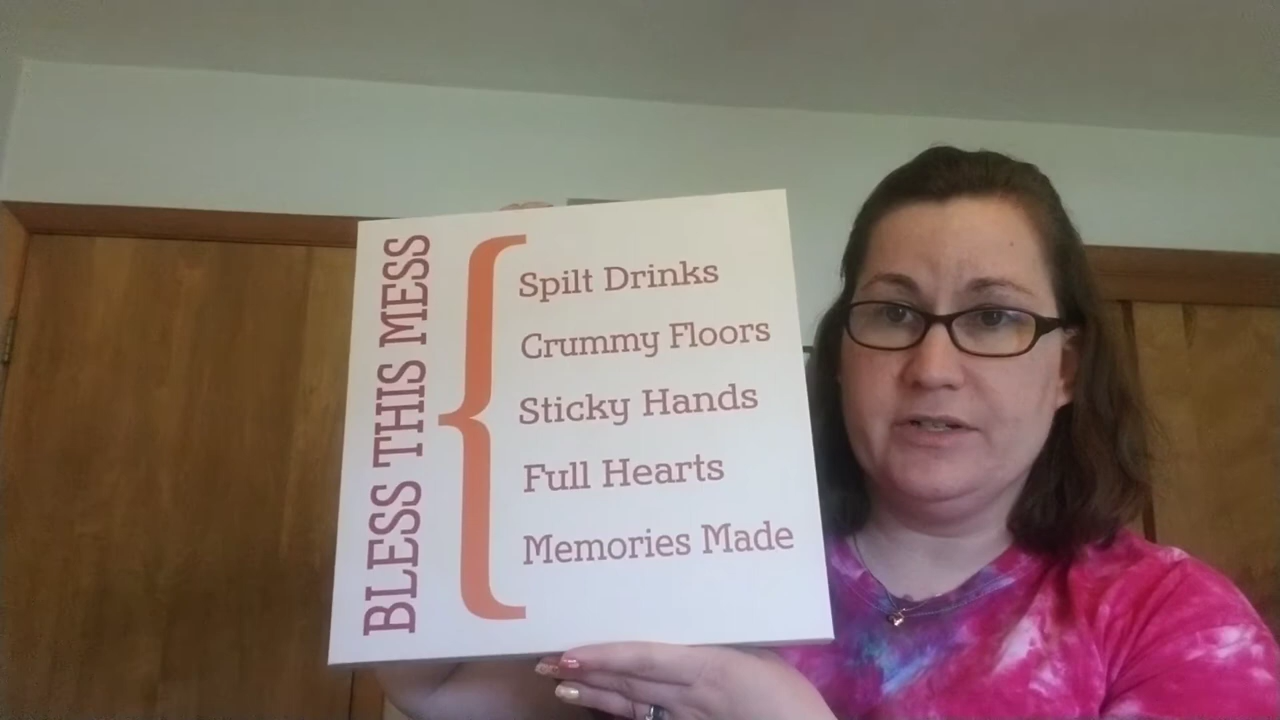 BLESS THIS MESS
Spilt Drinks
Crummy Floors
Sticky Hands
Full Hearts
Memories Made